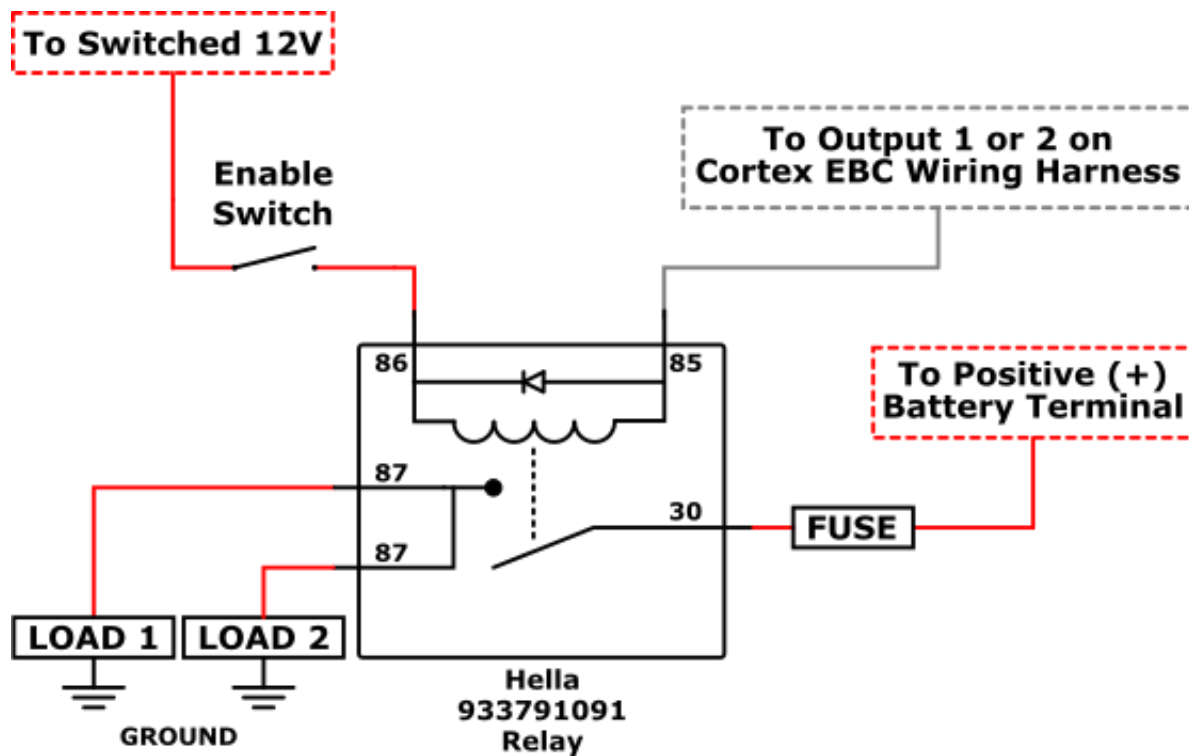 To Switched 12V
To Output 1 or 2 on
Cortex EBC Wiring Harness
Enable
Switch
86
85
To Positive (+)
Battery Terminal
87
30
FUSE
87
LOAD 1
LOAD 2
GROUND
Hella
933791091
Relay